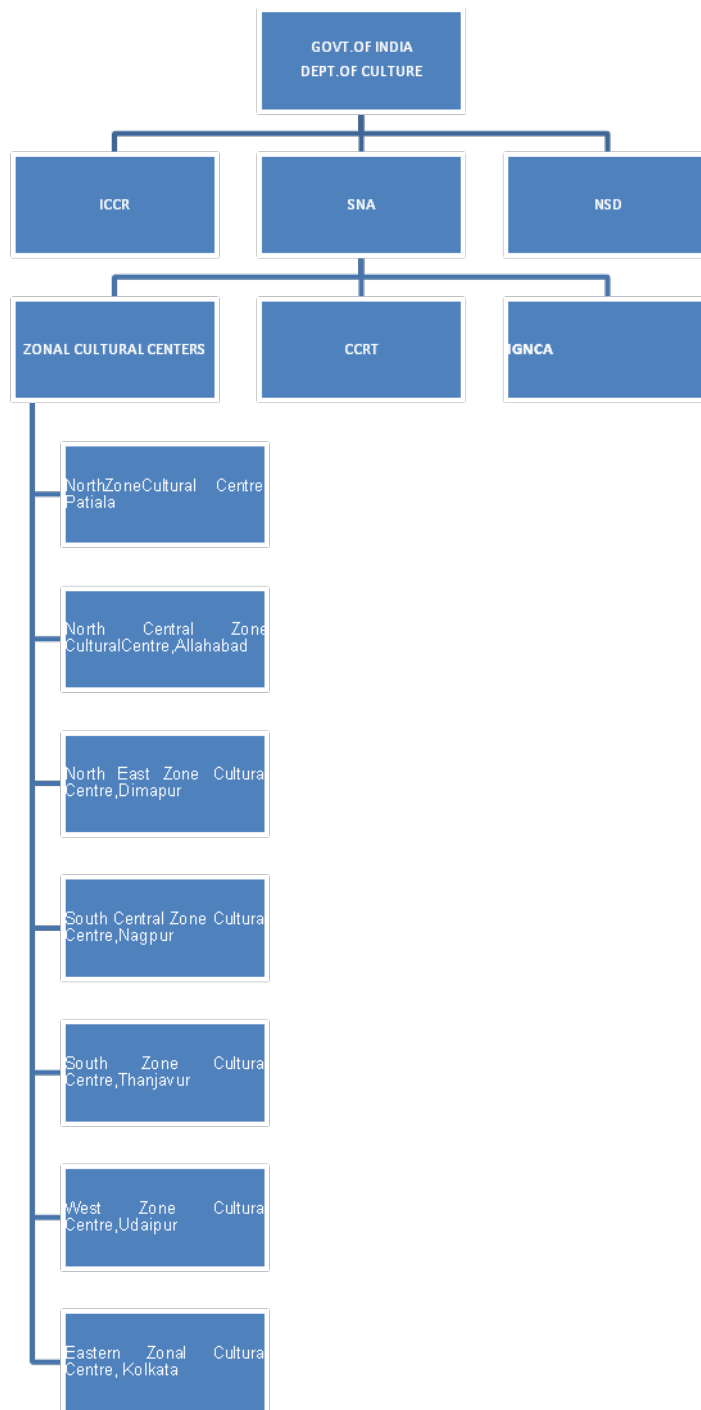 GOVT.OF INDIA
DEPT.OF CULTURE
ICCR
SNA
NSD
ZONAL CULTURAL CENTERS
CCRT
IGNCA
NorthZoneCultural Centre
Patiala
North Central Zone
CulturalCentre,Allahabad
North East Zone Cultura
Centre,Dimapur
South Central Zone Cultura
Centre,Nagpur
South Zone Cultura
Centre,Thanjavur
West Zone Cultura
Centre,Udaipur
Eastern Zonal Cultura
Centre, Kolkata